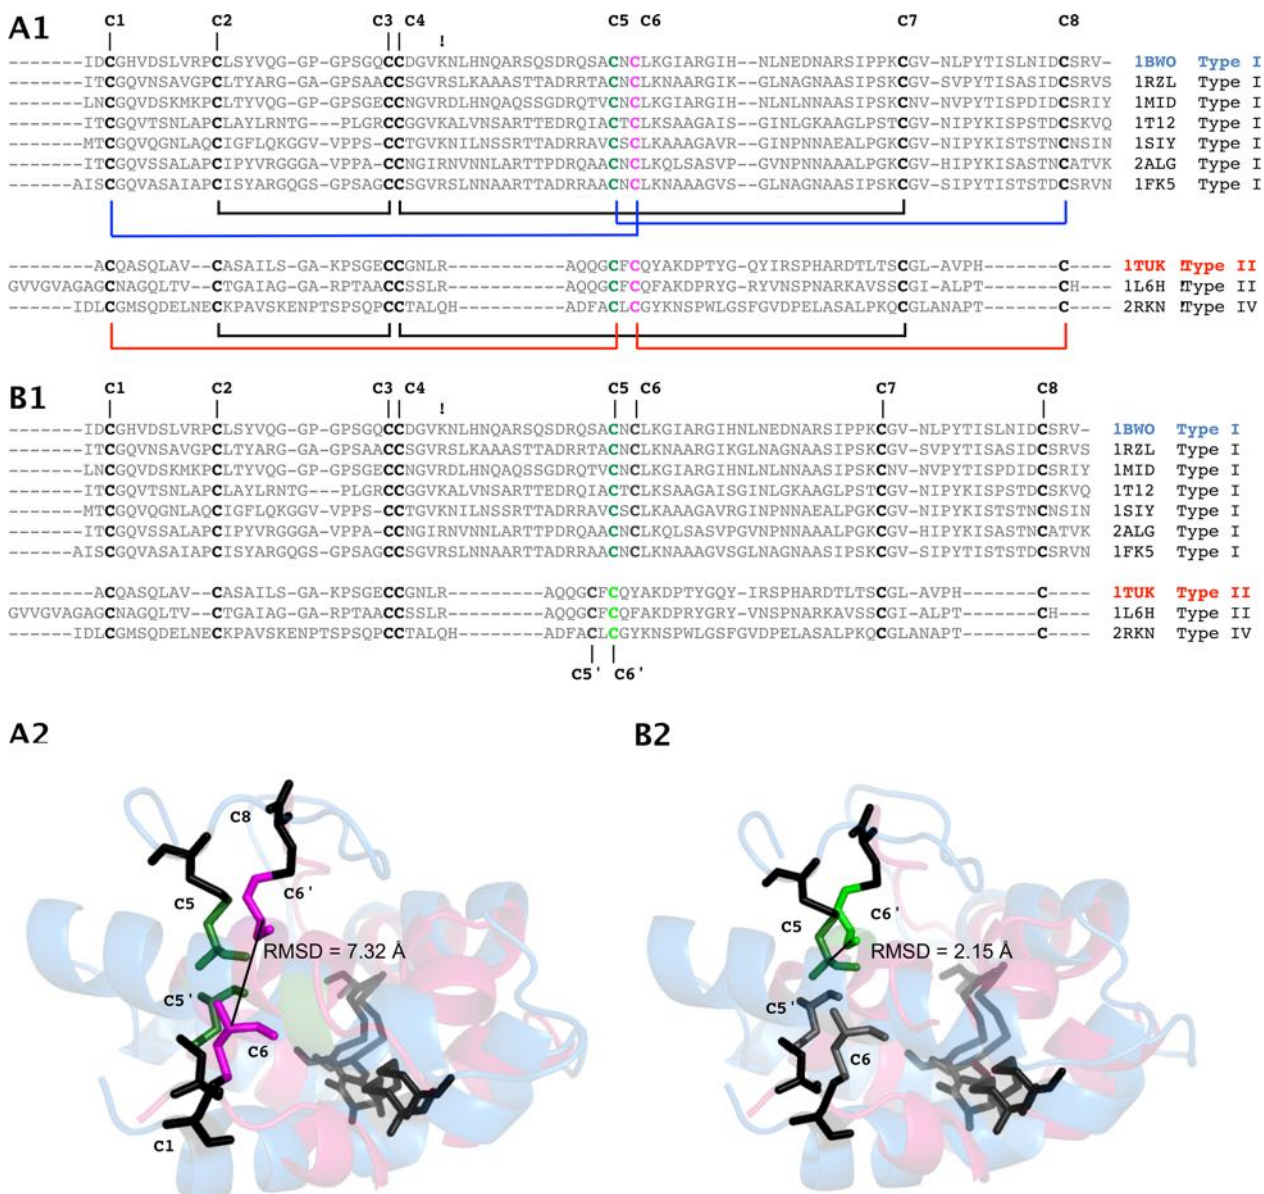 A1
C1 C2 C3 C4 C5 C6 C7 C8
!
-------IDCGHVDSLVRPCLSYVQG-GP-GPSGQCCDGVKNLHNQARSQSDRQSACNCLKGIARGIH--NLNEDNARSIPPKCGV-NLPYTISLNIDCSRV- 1BWO Type I
-------ITCGQVNSAVGPCLTYARG-GA-GPSAACCSGVRSLKAAASTTADRRTACNCLKNAARGIK--GLNAGNAASIPSKCGV-SVPYTISASIDCSRVS 1RZL Type I
-------LNCGQVDSKMKPCLTYVQG-GP-GPSGECCNGVRDLHNQAQSSGDRQTVCNCLKGIARGIH--NLNLNNAASIPSKCNV-NVPYTISPDIDCSRIY 1MID Type I
-------ITCGQVTSNLAPCLAYLRNTG---PLGRCCGGVKALVNSARTTEDRQIACTCLKSAAGAIS--GINLGKAAGLPSTCGV-NIPYKISPSTDCSKVQ 1T12 Type I
------MTCGQVQGNLAQCIGFLQKGGV-VPPS-CCTGVKNILNSSRTTADRRAVCSCLKAAAGAVR--GINPNNAEALPGKCGV-NIPYKISTSTNCNSIN 1SIY Type I
-------ITCGQVSSALAPCIPYVRGGGA-VPPA-CCNGIRNVNNLARTTPDRQAACNCLKQLSASVP--GVNPNNAAALPGKCGV-HIPYKISASTNCATVK 2ALG Type I
------AISCGQVASAIAPCISYARGQGS-GPSAGCCSGVRSLNNAARTTADRRAACNCLKNAAAGVS--GLNAGNAASIPSKCGV-SIPYTISTSTDCSRVN 1FK5 Type I
--------ACQASQLAV--CASAILS-GA-KPSGECCGNLR-----------AQQGCFCQYAKDPTYG-QYIRSPHARDTLTSCGL-AVPH------C---- 1TUK Type II
GVVGVAGAGCNAGQLTV--CTGAIAG-GA-RPTAACCSSLR-----------AQQGCFCQFAKDPRYG-RYVNSPNARKAVSSCGI-ALPT------CH--- 1L6H Type II
------IDLCGMSQDELNECKPAVSKENPTSPSQPCCTALQH----------ADFACLCGYKNSPWLGSFGVDPELASALPKQCGLANAPT------C---- 2RKN Type IV
B1
C1 C2 C3 C4 C5 C6 C7 C8
!
-------IDCGHVDSLVRPCLSYVQG-GP-GPSGQCCDGVKNLHNQARSQSDRQSACNCLKGIARGIHNLNEDNARSIPPKCGV-NLPYTISLNIDCSRV- 1BWO Type I
-------ITCGQVNSAVGPCLTYARG-GA-GPSAACCSGVRSLKAAASTTADRRTACNCLKNAARGIKGLNAGNAASIPSKCGV-SVPYTISASIDCSRVS 1RZL Type I
-------LNCGQVDSKMKPCLTYVQG-GP-GPSGECCNGVRDLHNQAQSSGDRQTVCNCLKGIARGIHNLNLNNAASIPSKCNV-NVPYTISPDIDCSRIY 1MID Type I
-------ITCGQVTSNLAPCLAYLRNTG---PLGRCCGGVKALVNSARTTEDRQIACTCLKSAAGAISGINLGKAAGLPSTCGV-NIPYKISPSTDCSKVQ 1T12 Type I
------MTCGQVQGNLAQCIGFLQKGGV-VPPS-CCTGVKNILNSSRTTADRRAVCSCLKAAAGAVRGINPNNAEALPGKCGV-NIPYKISTSTNCNSIN 1SIY Type I
-------ITCGQVSSALAPCIPYVRGGGA-VPPA-CCNGIRNVNNLARTTPDRQAACNCLKQLSASVPGVNPNNAAALPGKCGV-HIPYKISASTNCATVK 2ALG Type I
------AISCGQVASAIAPCISYARGQGS-GPSAGCCSGVRSLNNAARTTADRRAACNCLKNAAAGVSGLNAGNAASIPSKCGV-SIPYTISTSTDCSRVN 1FK5 Type I
--------ACQASQLAV--CASAILS-GA-KPSGECCGNLR---------AQQGCFCQYAKDPTYGQY-IRSPHARDTLTSCGL-AVPH-------C---- 1TUK Type II
GVVGVAGAGCNAGQLTV--CTGAIAG-GA-RPTAACCSSLR---------AQQGCFCQFAKDPRYGRY-VNSPNARKAVSSCGI-ALPT-------CH--- 1L6H Type II
------IDLCGMSQDELNECKPAVSKENPTSPSQPCCTALQH--------ADFACLCGYKNSPWLGSFGVDPELASALPKQCGLANAPT-------C---- 2RKN Type IV
C5' C6'
A2
C8
C5
C6'
RMSD = 7.32 Å
C5'
C6
C1
B2
C5
C6'
RMSD = 2.15 Å
C5'
C6